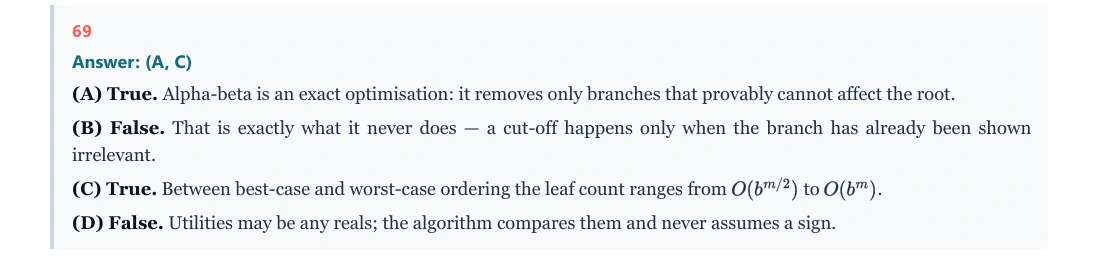 69
Answer: (A, C)
(A) True. Alpha-beta is an exact optimisation: it removes only branches that provably cannot affect the root.
(B) False. That is exactly what it never does — a cut-off happens only when the branch has already been shown
irrelevant.
(C) True. Between best-case and worst-case ordering the leaf count ranges from O(b^{m/2}) to O(b^m).
(D) False. Utilities may be any reals; the algorithm compares them and never assumes a sign.